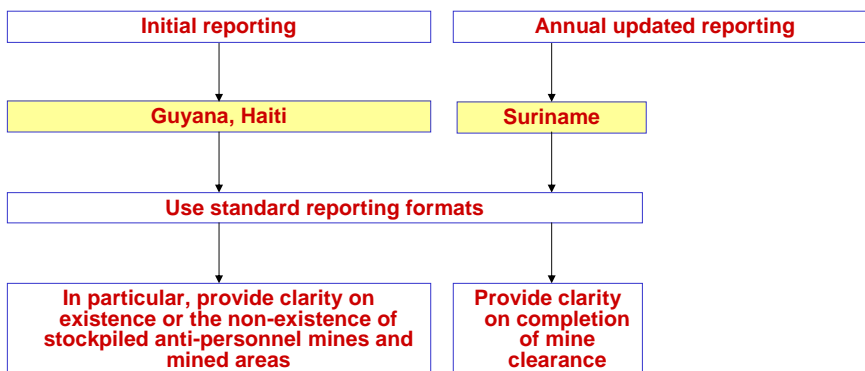 Initial reporting
Annual updated reporting
Guyana, Haiti
Suriname
Use standard reporting formats
In particular, provide clarity on
existence or the non-existence of
stockpiled anti-personnel mines and
mined areas
Provide clarity
on completion
of mine
clearance